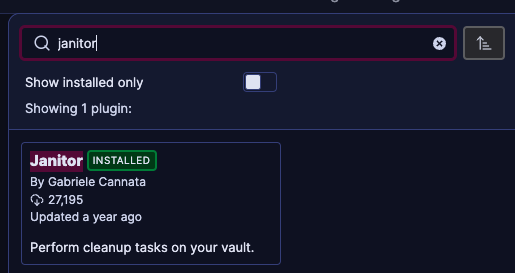 janitor
Show installed only
Showing 1 plugin:
Janitor INSTALLED
By Gabriele Cannata
27,195
Updated a year ago
Perform cleanup tasks on your vault.